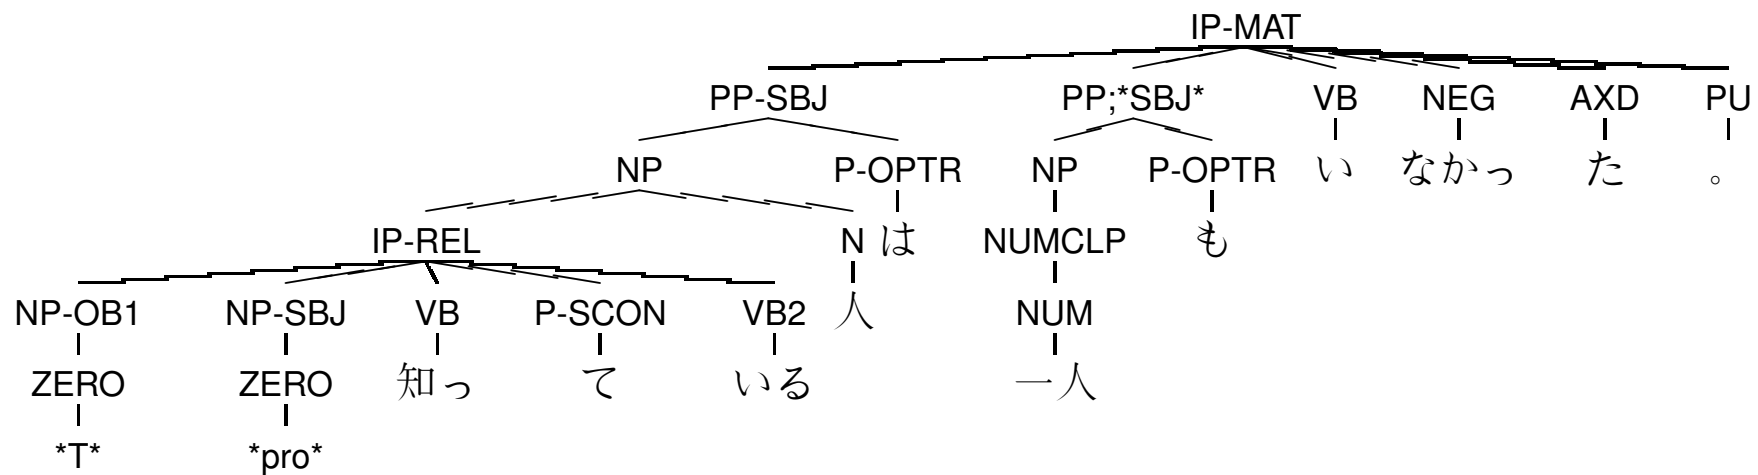 IP-MAT
PP-SBJ PP;*SBJ* VB NEG AXD PU
NP P-OPTR NP P-OPTR い なかっ た 。
IP-REL N は NUMCLP も
NP-OB1 NP-SBJ VB P-SCON VB2 人 NUM
ZERO ZERO 知っ て いる 一人
*T* *pro*